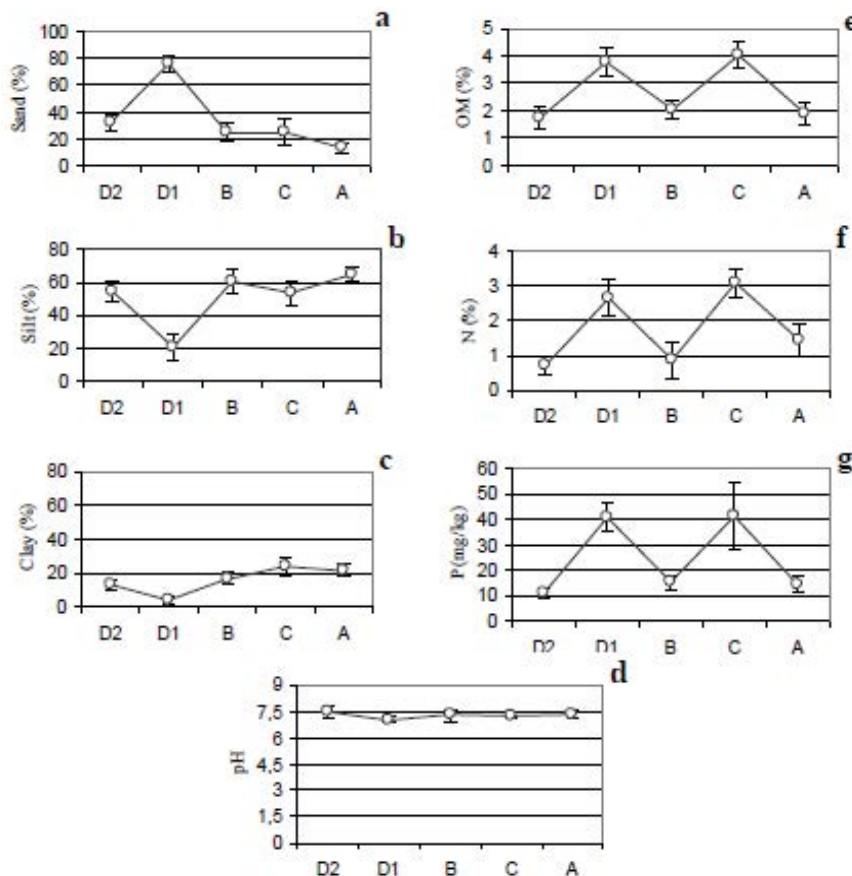 a
Sand (%)
100
80
60
40
20
0
D2 D1 B C A
b
Silt (%)
80
60
40
20
0
D2 D1 B C A
c
Clay (%)
80
60
40
20
0
D2 D1 B C A
e
OM (%)
5
4
3
2
1
0
D2 D1 B C A
f
N (%)
4
3
2
1
0
D2 D1 B C A
g
P (mg/kg)
60
50
40
30
20
10
0
D2 D1 B C A
d
pH
9
7,5
6
4,5
3
1,5
0
D2 D1 B C A